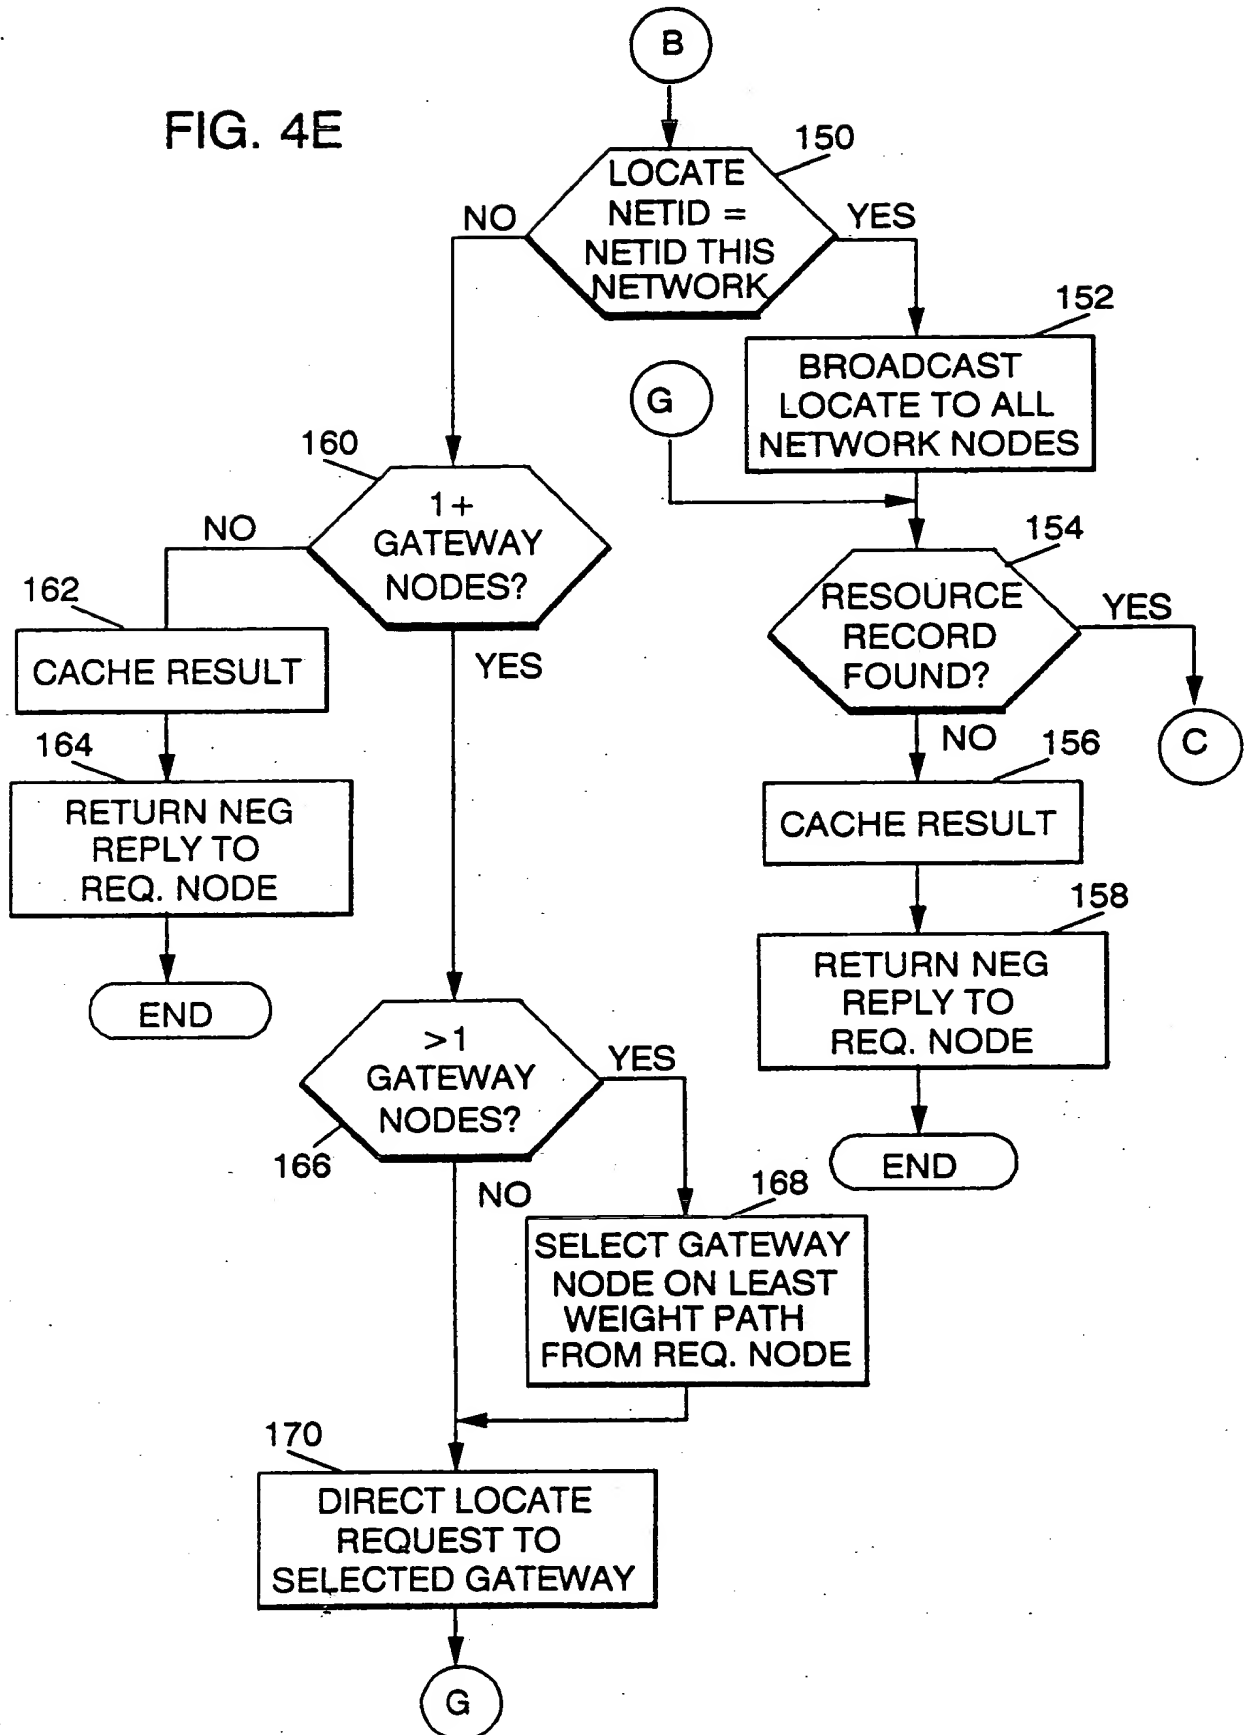 B
FIG. 4E
150
LOCATE
NETID =
NETID THIS
NETWORK
NO
YES
152
BROADCAST
LOCATE TO ALL
NETWORK NODES
G
160
1+
GATEWAY
NODES?
NO
YES
154
RESOURCE
RECORD
FOUND?
YES
C
NO
162
CACHE RESULT
164
RETURN NEG
REPLY TO
REQ. NODE
END
156
CACHE RESULT
158
RETURN NEG
REPLY TO
REQ. NODE
END
>1
GATEWAY
NODES?
166
YES
NO
168
SELECT GATEWAY
NODE ON LEAST
WEIGHT PATH
FROM REQ. NODE
170
DIRECT LOCATE
REQUEST TO
SELECTED GATEWAY
G